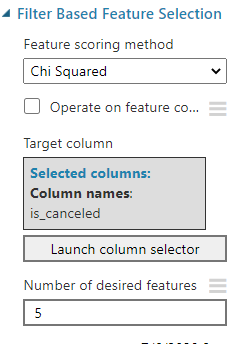 Filter Based Feature Selection
Feature scoring method
Chi Squared
Operate on feature co...
Target column
Selected columns:
Column names:
is_canceled
Launch column selector
Number of desired features
5